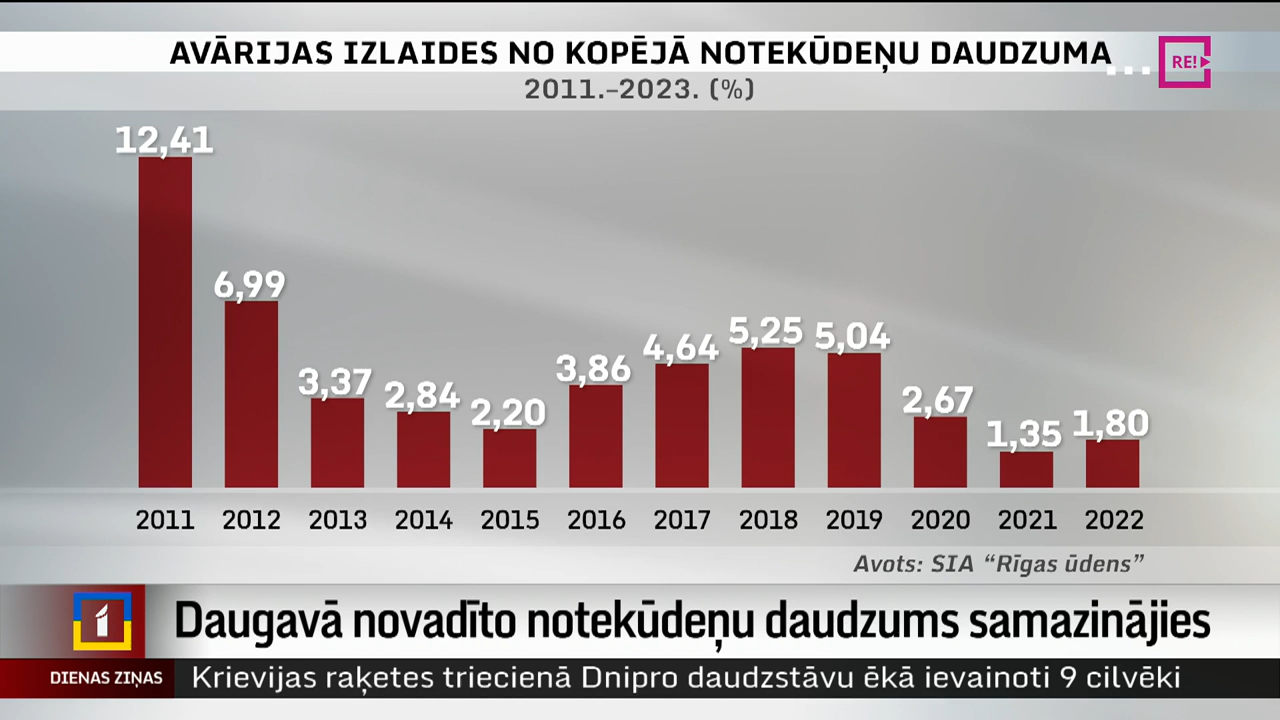 AVĀRIJAS IZLAIDES NO KOPĒJĀ NOTEKŪDEŅU DAUDZUMA
RE!
2011.–2023. (%)
12,41
6,99
3,37
2,84
2,20
3,86
4,64
5,25
5,04
2,67
1,35
1,80
2011 2012 2013 2014 2015 2016 2017 2018 2019 2020 2021 2022
Avots: SIA “Rīgas ūdens”
1
Daugavā novadīto notekūdeņu daudzums samazinājies
DIENAS ZIŅAS
Krievijas raķetes triecienā Dnipro daudzstāvu ēkā ievainoti 9 cilvēki